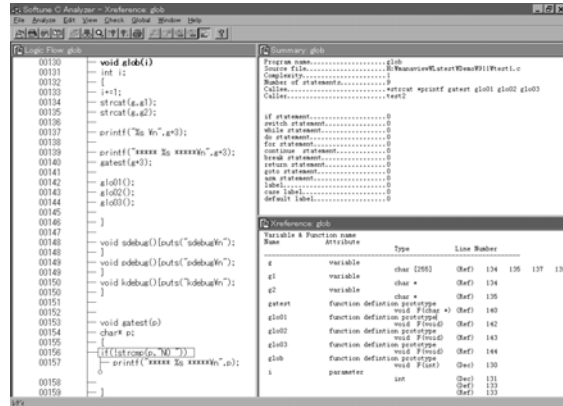 Softune C Analyzer - Xreference: glob
File Analyze Edit View Check Global Window Help
Logic Flow: glob
00130 void glob(i)
00131 int i;
00132 {
00133 i+=1;
00134 strcat(g,g1);
00135 strcat(g,g2);
00136
00137 printf("%s ¥n",g+3);
00138
00139 printf("***** %s *****¥n",g+3);
00140 gatest(g+3);
00141
00142 glo01();
00143 glo02();
00144 glo03();
00145
00146 }
00147
00148 void sdebug(){puts("sdebug¥n");
00148 }
00149 void pdebug(){puts("pdebug¥n");
00149 }
00150 void kdebug(){puts("kdebug¥n");
00150 }
00151
00152
00153 void gatest(p)
00154 char* p;
00155 {
00156 if(!strcmp(p,"NO "))
00157 printf("***** %s *****¥n",p);
00158
00159 }
Summary: glob
Program name glob
Source file
Complexity 1
Number of statements 9
Callee *strcat *printf gatest glo01 glo02 glo03
Caller test2
if statement 0
switch statement 0
while statement 0
do statement 0
for statement 0
continue statement 0
break statement 0
return statement 0
goto statement 0
asm statement 0
label 0
case label 0
default label 0
Xreference: glob
Variable & Function name
Name Attribute
Type Line Number
g variable
char [255] (Ref) 134 135 137
g1 variable
char * (Ref) 134
g2 variable
char * (Ref) 135
gatest function defintion prototype
void F(char *) (Ref) 140
glo01 function defintion prototype
void F(void) (Ref) 142
glo02 function defintion prototype
void F(void) (Ref) 143
glo03 function defintion prototype
void F(void) (Ref) 144
glob function defintion prototype
void F(int) (Dec) 130
i parameter
int (Dec) 131
(Def) 133
(Ref) 133